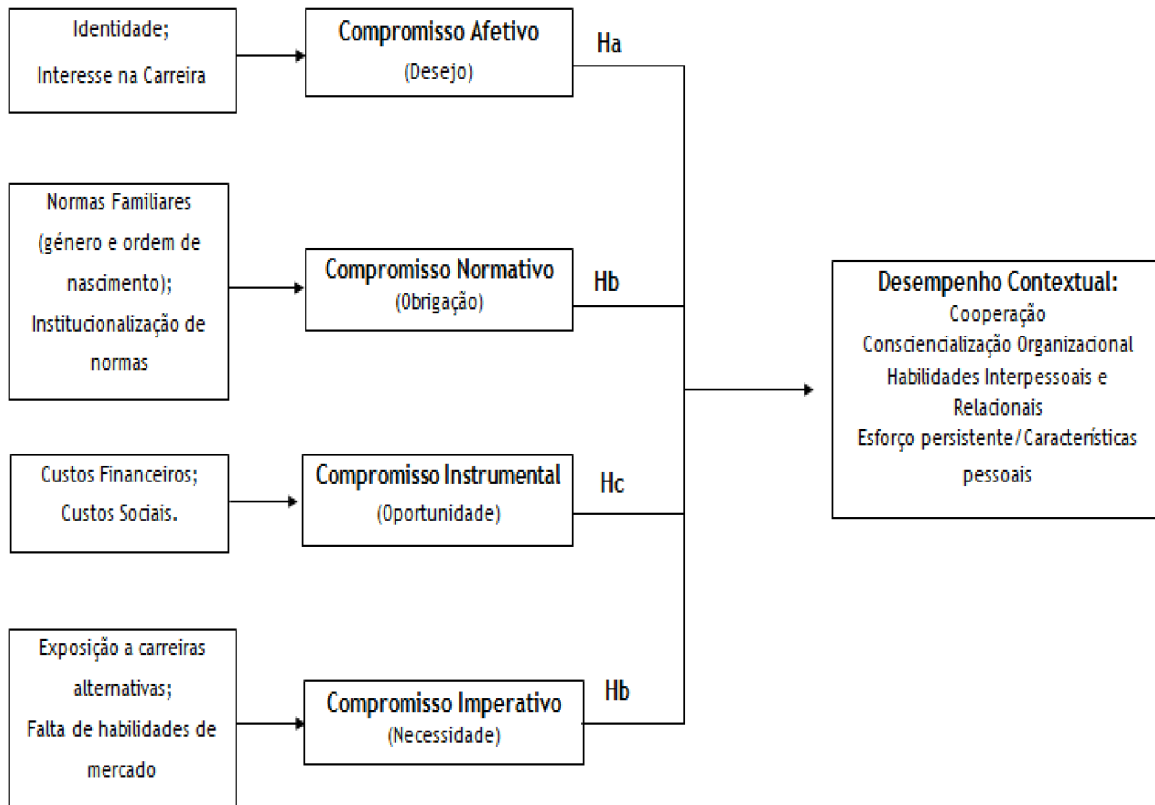 Identidade;
Interesse na Carreira
Compromisso Afetivo
(Desejo)
Ha
Normas Familiares
(género e ordem de
nascimento);
Institucionalização de
normas
Compromisso Normativo
(Obrigação)
Hb
Custos Financeiros;
Custos Sociais.
Compromisso Instrumental
(Oportunidade)
Hc
Exposição a carreiras
alternativas;
Falta de habilidades de
mercado
Compromisso Imperativo
(Necessidade)
Hb
Desempenho Contextual:
Cooperação
Consciencialização Organizacional
Habilidades Interpessoais e
Relacionais
Esforço persistente/Características
pessoais